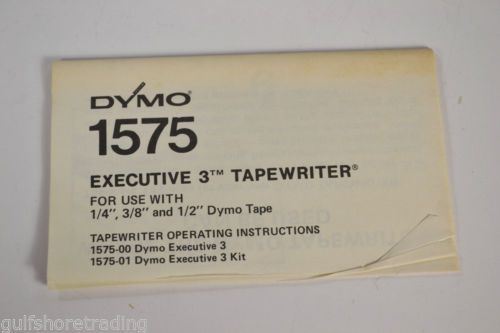 DYMO®
1575
EXECUTIVE 3™ TAPEWRITER®
FOR USE WITH
1/4", 3/8" and 1/2" Dymo Tape
TAPEWRITER OPERATING INSTRUCTIONS
1575-00 Dymo Executive 3
1575-01 Dymo Executive 3 Kit
gulfshoretrading